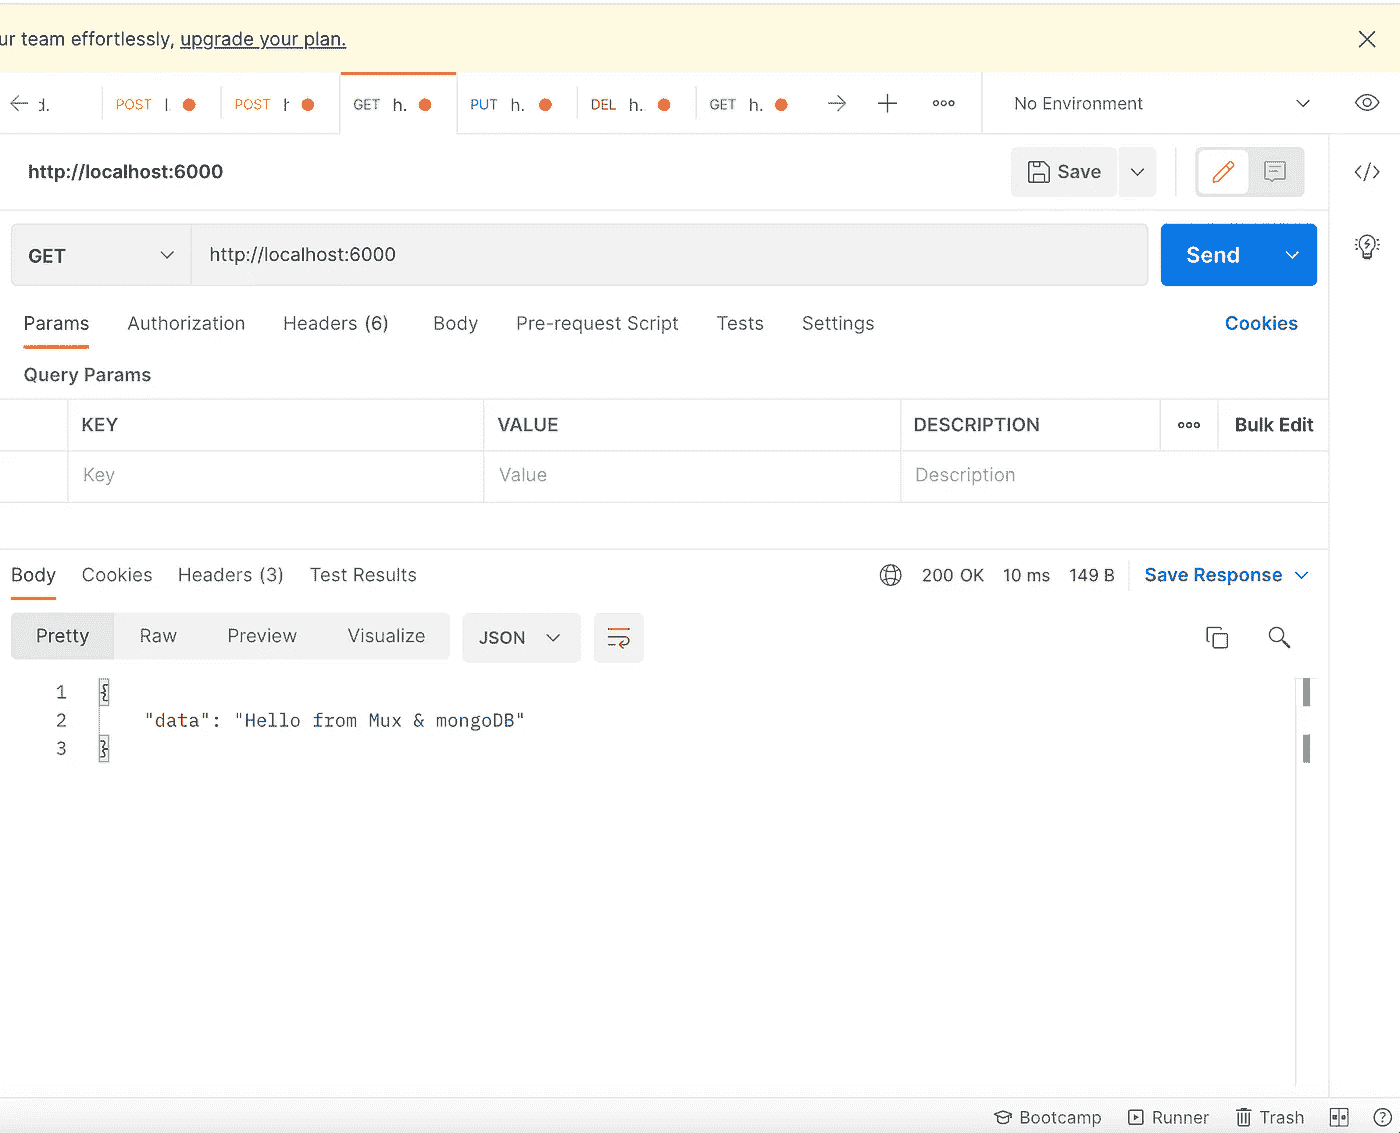 ur team effortlessly, upgrade your plan.
d. POST l. POST h GET h. PUT h. DEL h. GET h. No Environment
http://localhost:6000 Save
GET http://localhost:6000 Send
Params Authorization Headers (6) Body Pre-request Script Tests Settings Cookies
Query Params
KEY VALUE DESCRIPTION Bulk Edit
Key Value Description
Body Cookies Headers (3) Test Results 200 OK 10 ms 149 B Save Response
Pretty Raw Preview Visualize JSON
1 {
2 "data": "Hello from Mux & mongoDB"
3 }
Bootcamp Runner Trash